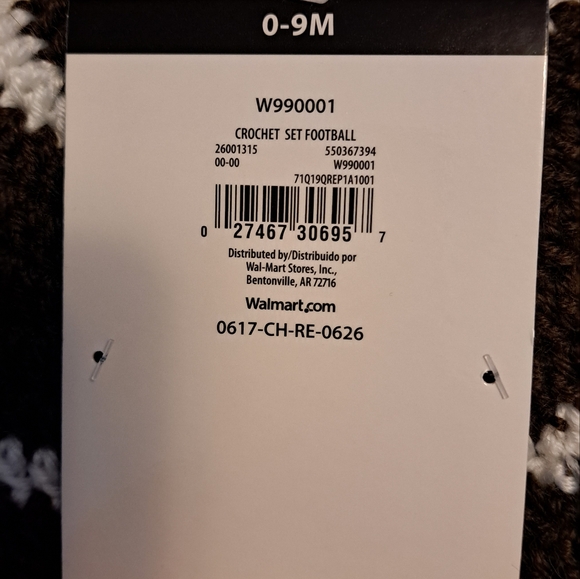 0-9M
W990001
CROCHET SET FOOTBALL
26001315 550367394
00-00 W990001
71Q19QREP1A1001
0 27467 30695 7
Distributed by/Distribuido por
Wal-Mart Stores, Inc.,
Bentonville, AR 72716
Walmart.com
0617-CH-RE-0626